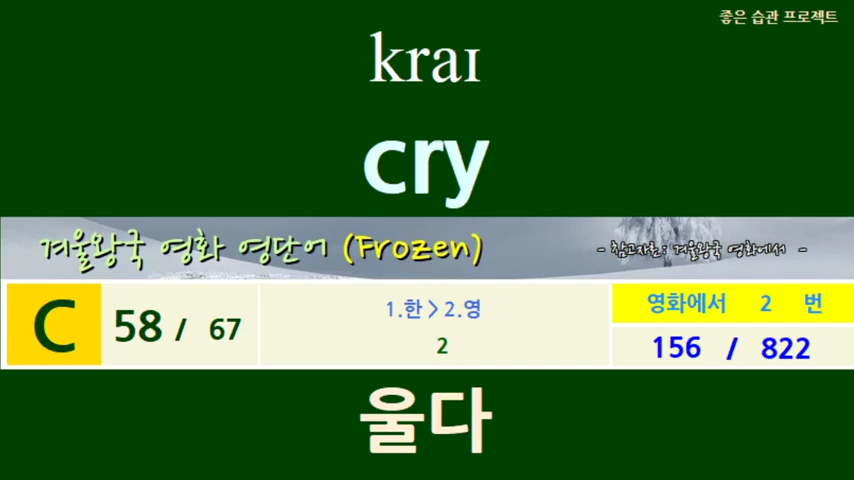 좋은 습관 프로젝트
kraɪ
cry
겨울왕국 영화 영단어 (Frozen)
- 참고자료 : 겨울왕국 영화에서 -
C
58 / 67
1.한 > 2.영
2
영화에서 2 번
156 / 822
울다